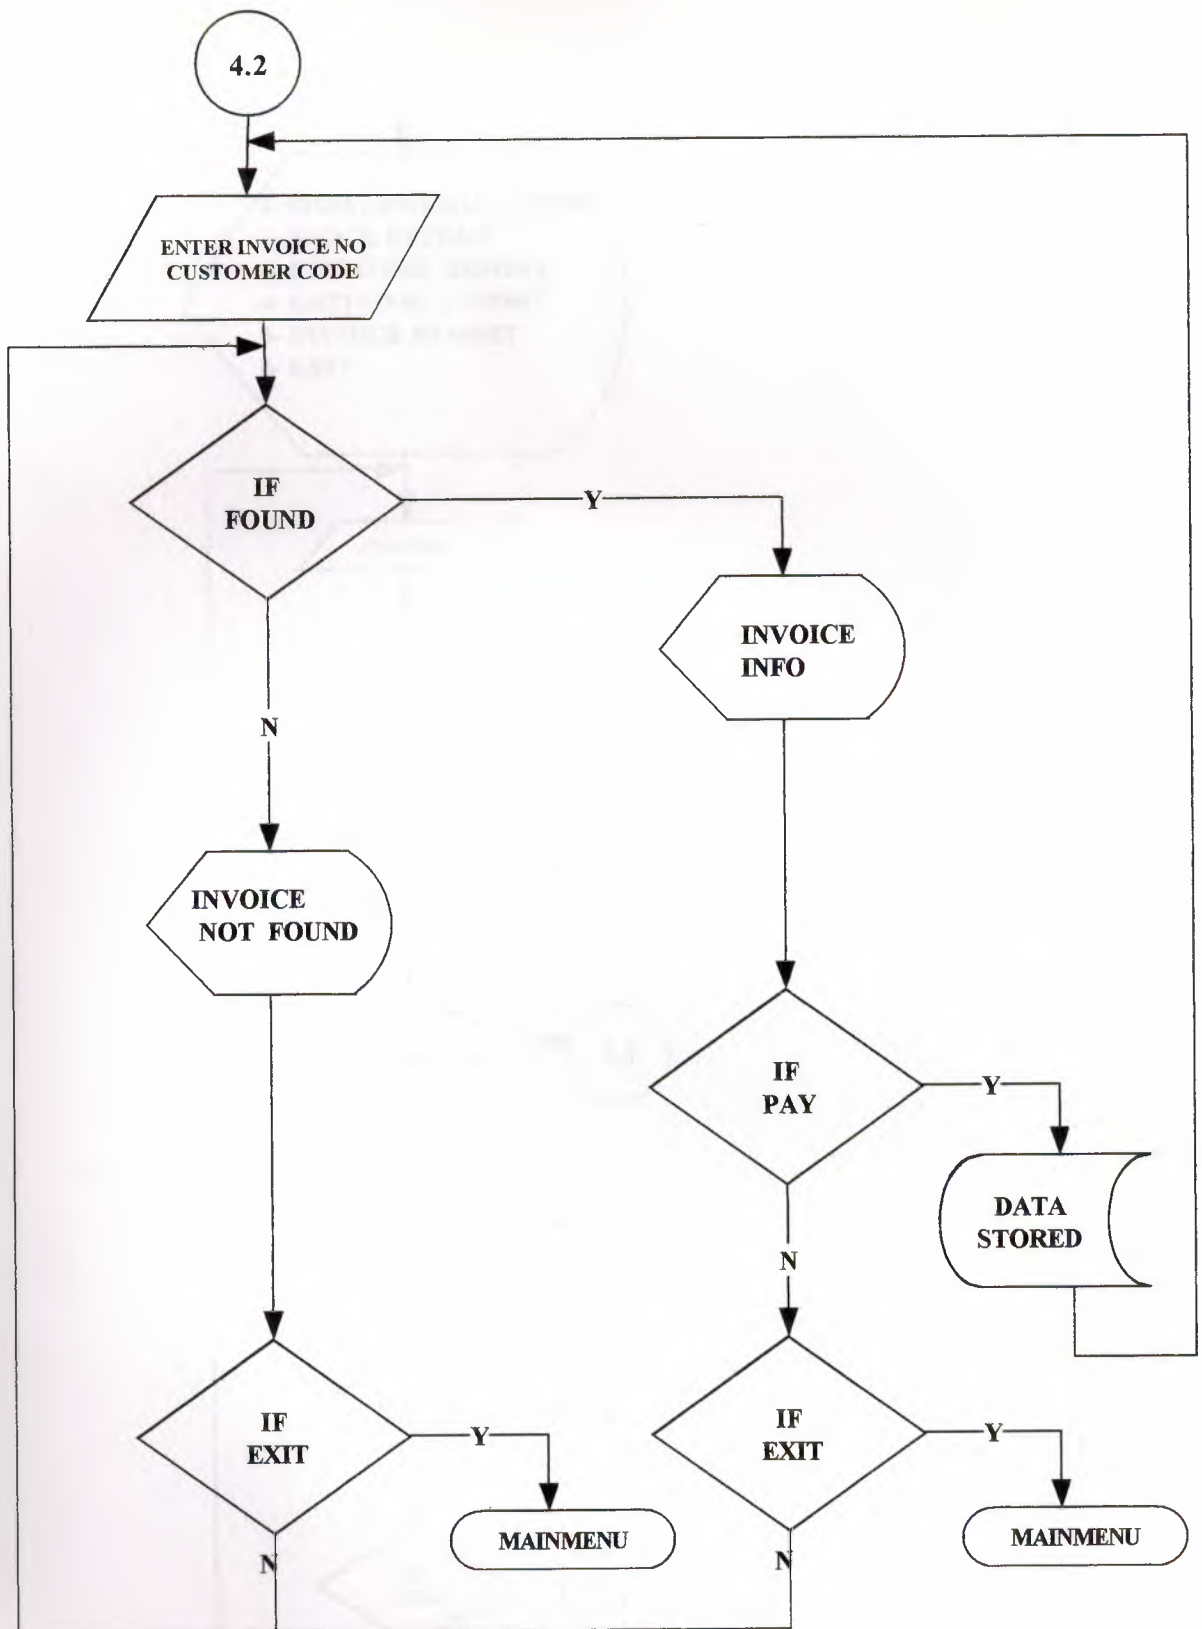 4.2
ENTER INVOICE NO
CUSTOMER CODE
IF
FOUND
Y
INVOICE
INFO
N
INVOICE
NOT FOUND
IF
PAY
Y
DATA
STORED
N
IF
EXIT
Y
MAINMENU
N
IF
EXIT
Y
MAINMENU
N